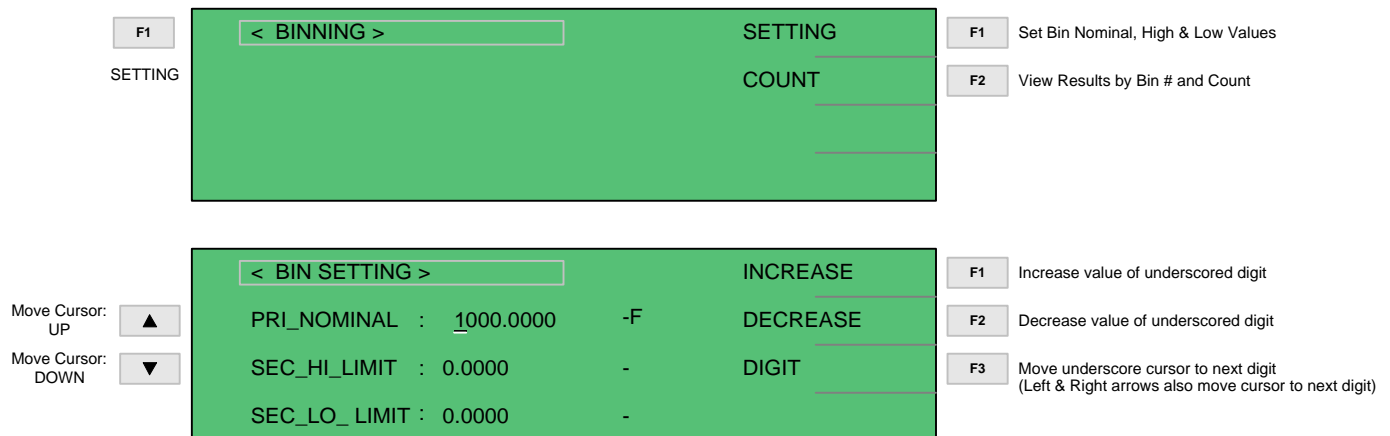 F1 < BINNING > SETTING F1 Set Bin Nominal, High & Low Values
SETTING COUNT F2 View Results by Bin # and Count
< BIN SETTING > INCREASE F1 Increase value of underscored digit
Move Cursor:
UP ▲ PRI_NOMINAL : 1000.0000 -F DECREASE F2 Decrease value of underscored digit
Move Cursor:
DOWN ▼ SEC_HI_LIMIT : 0.0000 - DIGIT F3 Move underscore cursor to next digit
(Left & Right arrows also move cursor to next digit)
SEC_LO_ LIMIT : 0.0000 -